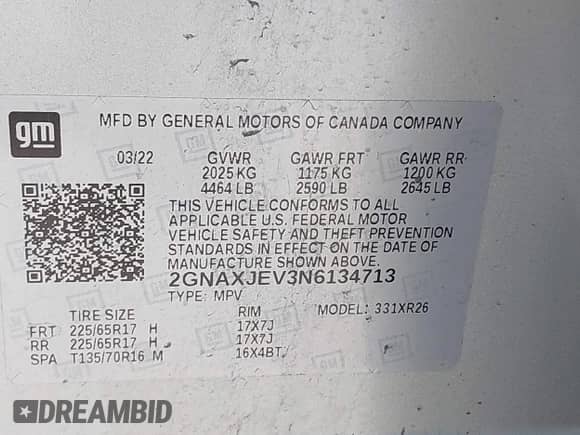 gm
MFD BY GENERAL MOTORS OF CANADA COMPANY
03/22 GVWR GAWR FRT GAWR RR
2025 KG 1175 KG 1200 KG
4464 LB 2590 LB 2645 LB
THIS VEHICLE CONFORMS TO ALL
APPLICABLE U.S. FEDERAL MOTOR
VEHICLE SAFETY AND THEFT PREVENTION
STANDARDS IN EFFECT ON THE DATE OF
MANUFACTURE SHOWN ABOVE.
2GNAXJEV3N6134713
TYPE: MPV MODEL: 331XR26
TIRE SIZE RIM
FRT 225/65R17 H 17X7J
RR 225/65R17 H 17X7J
SPA T135/70R16 M 16X4BT
DREAMBID